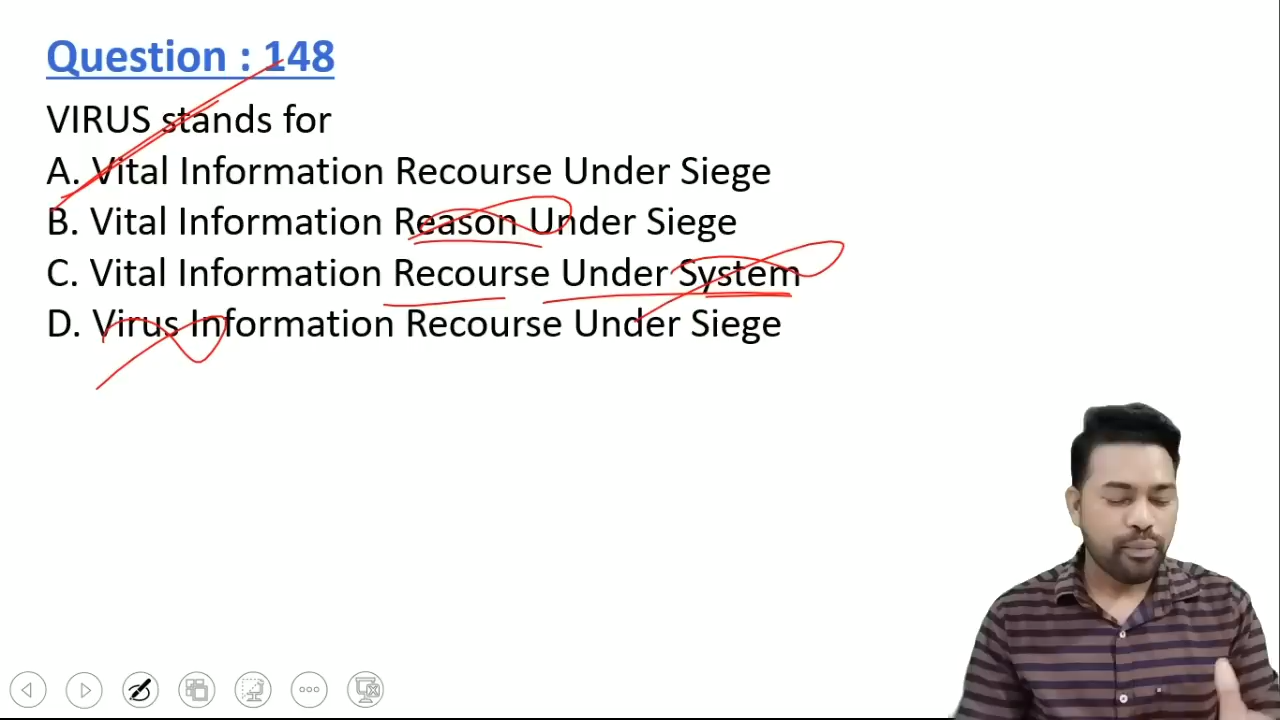 Question : 148
VIRUS stands for
A. Vital Information Recourse Under Siege
B. Vital Information Reason Under Siege
C. Vital Information Recourse Under System
D. Virus Information Recourse Under Siege